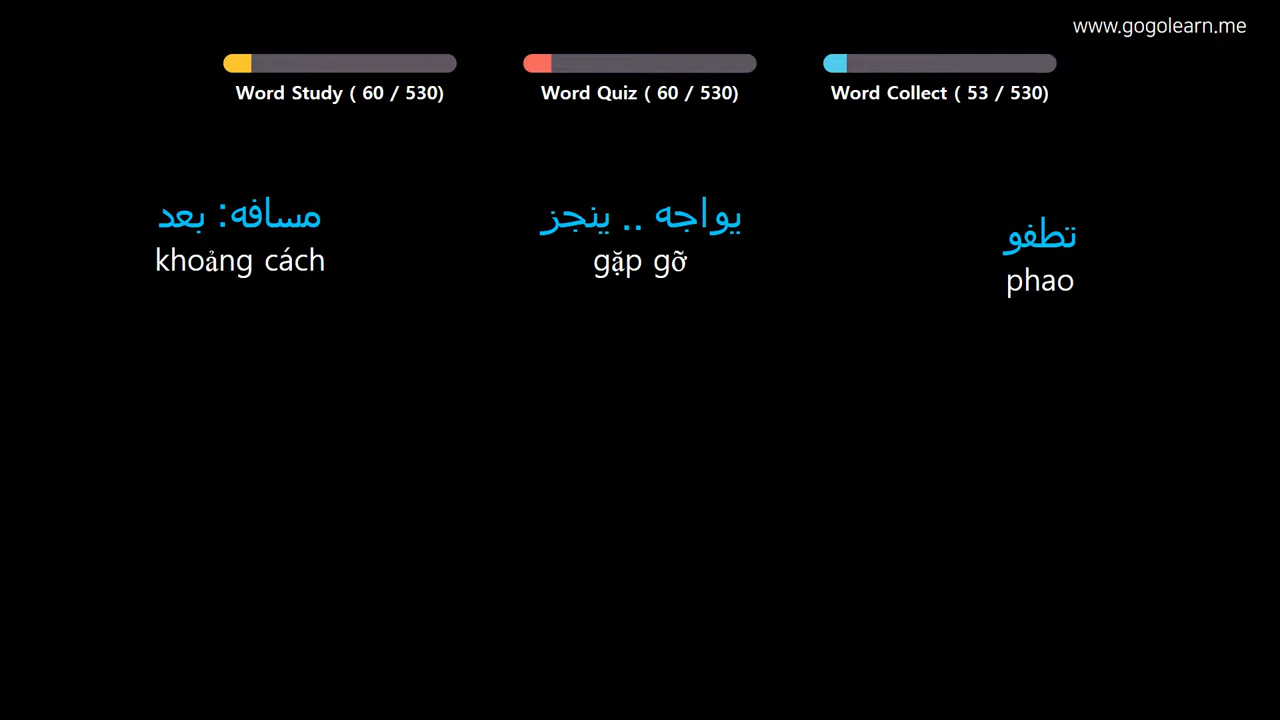 www.gogolearn.me
Word Study ( 60 / 530)
Word Quiz ( 60 / 530)
Word Collect ( 53 / 530)
مسافه: بعد
khoảng cách
يواجه .. ينجز
gặp gỡ
تطفو
phao